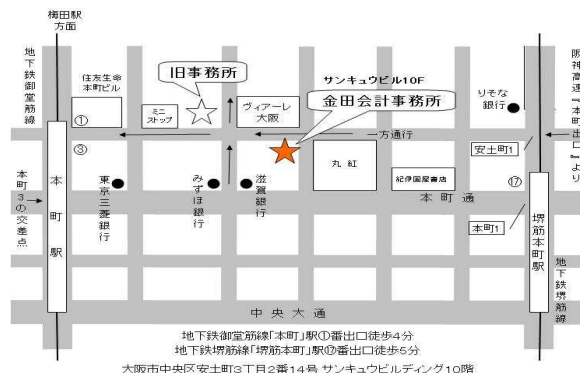 梅田駅
方面
地下鉄御堂筋線
住友生命
本町ビル
旧事務所
サンキュウビル10F
りそな
銀行
阪神高速『本町出口』より
①
ミニ
ストップ
ヴィアーレ
大阪
金田会計事務所
一方通行
③
丸紅
安土町1
本町3の交差点
本町駅
東京三菱銀行
みずほ銀行
滋賀銀行
紀伊國屋書店
⑰
本町通
本町1
堺筋本町駅
地下鉄堺筋線
中央大通
地下鉄御堂筋線「本町」駅①番出口徒歩4分
地下鉄堺筋線「堺筋本町」駅⑰番出口徒歩5分
大阪市中央区安土町3丁目2番14号 サンキュウビルディング10階